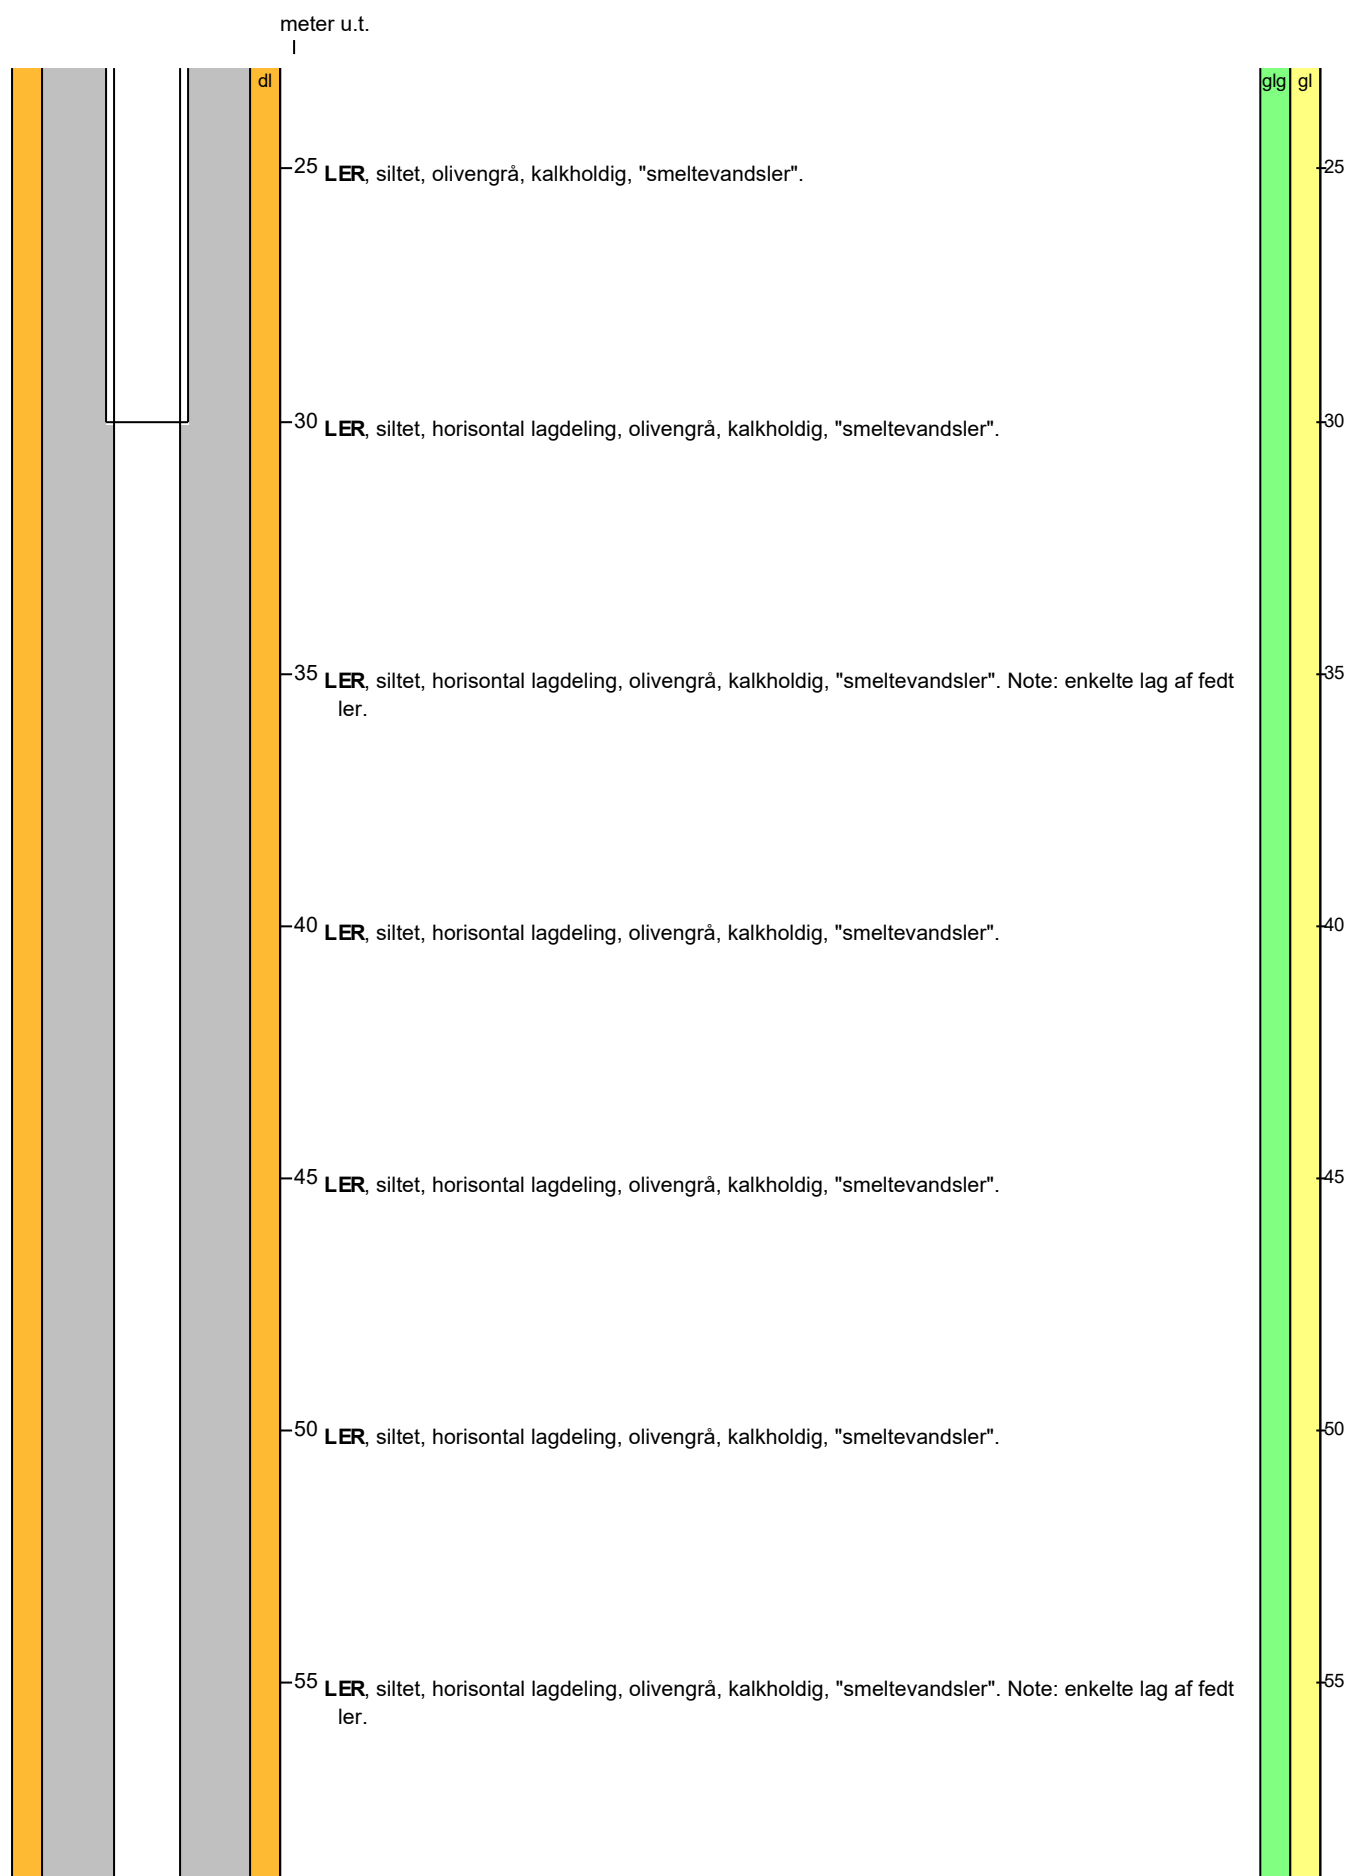 meter u.t.
dl
glg
gl
25 LER, siltet, olivengrå, kalkholdig, "smeltevandsler".
25
30 LER, siltet, horisontal lagdeling, olivengrå, kalkholdig, "smeltevandsler".
30
35 LER, siltet, horisontal lagdeling, olivengrå, kalkholdig, "smeltevandsler". Note: enkelte lag af fedt
ler.
35
40 LER, siltet, horisontal lagdeling, olivengrå, kalkholdig, "smeltevandsler".
40
45 LER, siltet, horisontal lagdeling, olivengrå, kalkholdig, "smeltevandsler".
45
50 LER, siltet, horisontal lagdeling, olivengrå, kalkholdig, "smeltevandsler".
50
55 LER, siltet, horisontal lagdeling, olivengrå, kalkholdig, "smeltevandsler". Note: enkelte lag af fedt
ler.
55